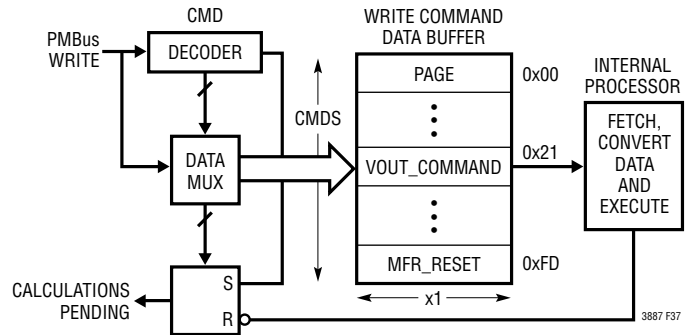 CMD
PMBus
WRITE
DECODER
DATA
MUX
S
R
CALCULATIONS
PENDING
CMDS
WRITE COMMAND
DATA BUFFER
PAGE
0x00
VOUT_COMMAND
0x21
MFR_RESET
0xFD
x1
INTERNAL
PROCESSOR
FETCH,
CONVERT
DATA
AND
EXECUTE
3887 F37